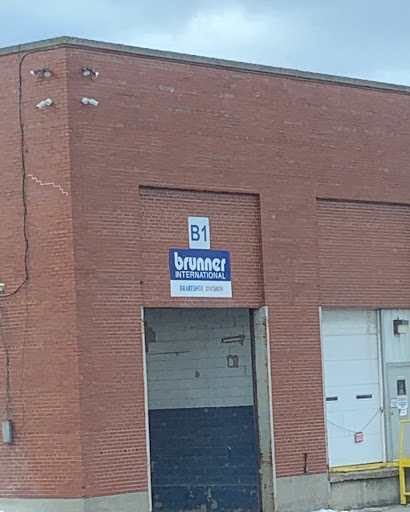 B1
brunner
INTERNATIONAL
BRAKESHOE DIVISION